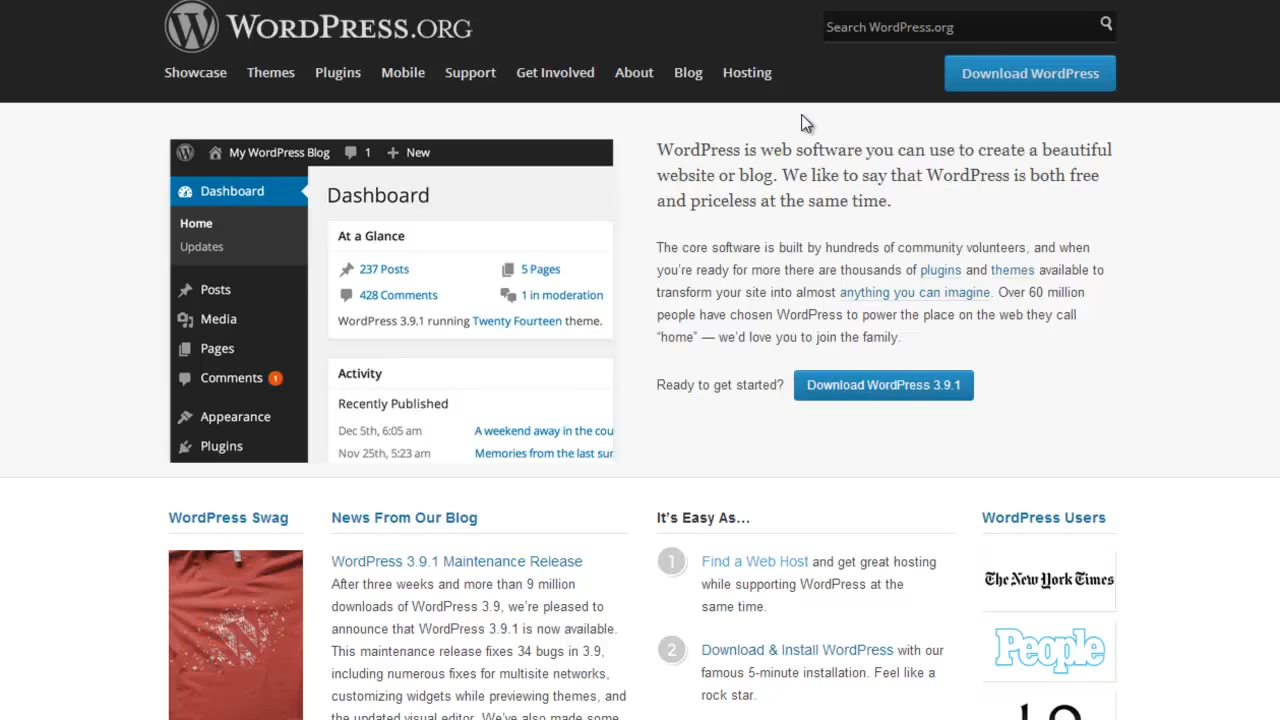 WORDPRESS.ORG
Search WordPress.org
Showcase Themes Plugins Mobile Support Get Involved About Blog Hosting
Download WordPress
My WordPress Blog 1 New
Dashboard
Home
Updates
Posts
Media
Pages
Comments 1
Appearance
Plugins
Dashboard
At a Glance
237 Posts 5 Pages
428 Comments 1 in moderation
WordPress 3.9.1 running Twenty Fourteen theme.
Activity
Recently Published
Dec 5th, 6:05 am A weekend away in the cou
Nov 25th, 5:23 am Memories from the last sur
WordPress is web software you can use to create a beautiful
website or blog. We like to say that WordPress is both free
and priceless at the same time.
The core software is built by hundreds of community volunteers, and when
you’re ready for more there are thousands of plugins and themes available to
transform your site into almost anything you can imagine. Over 60 million
people have chosen WordPress to power the place on the web they call
“home” — we’d love you to join the family.
Ready to get started? Download WordPress 3.9.1
WordPress Swag
News From Our Blog
WordPress 3.9.1 Maintenance Release
After three weeks and more than 9 million
downloads of WordPress 3.9, we’re pleased to
announce that WordPress 3.9.1 is now available.
This maintenance release fixes 34 bugs in 3.9,
including numerous fixes for multisite networks,
customizing widgets while previewing themes, and
the updated visual editor. We’ve also made some
It’s Easy As…
1 Find a Web Host and get great hosting
while supporting WordPress at the
same time.
2 Download & Install WordPress with our
famous 5-minute installation. Feel like a
rock star.
WordPress Users
The New York Times
People